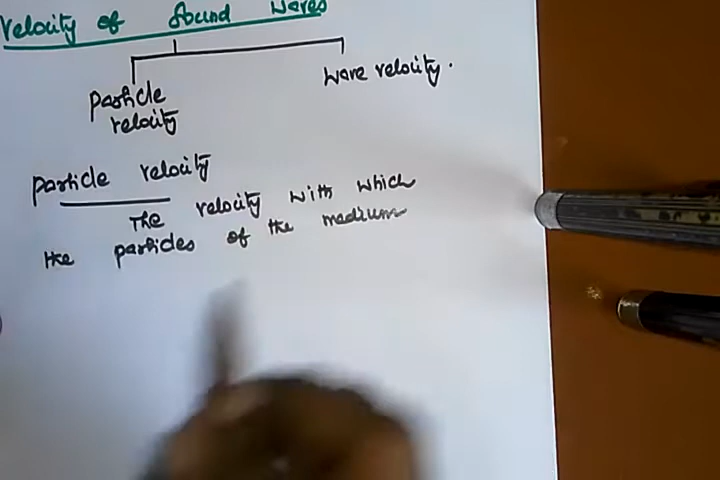 Velocity of Sound Waves
particle wave velocity.
velocity
particle velocity
The velocity with which
the particles of the medium